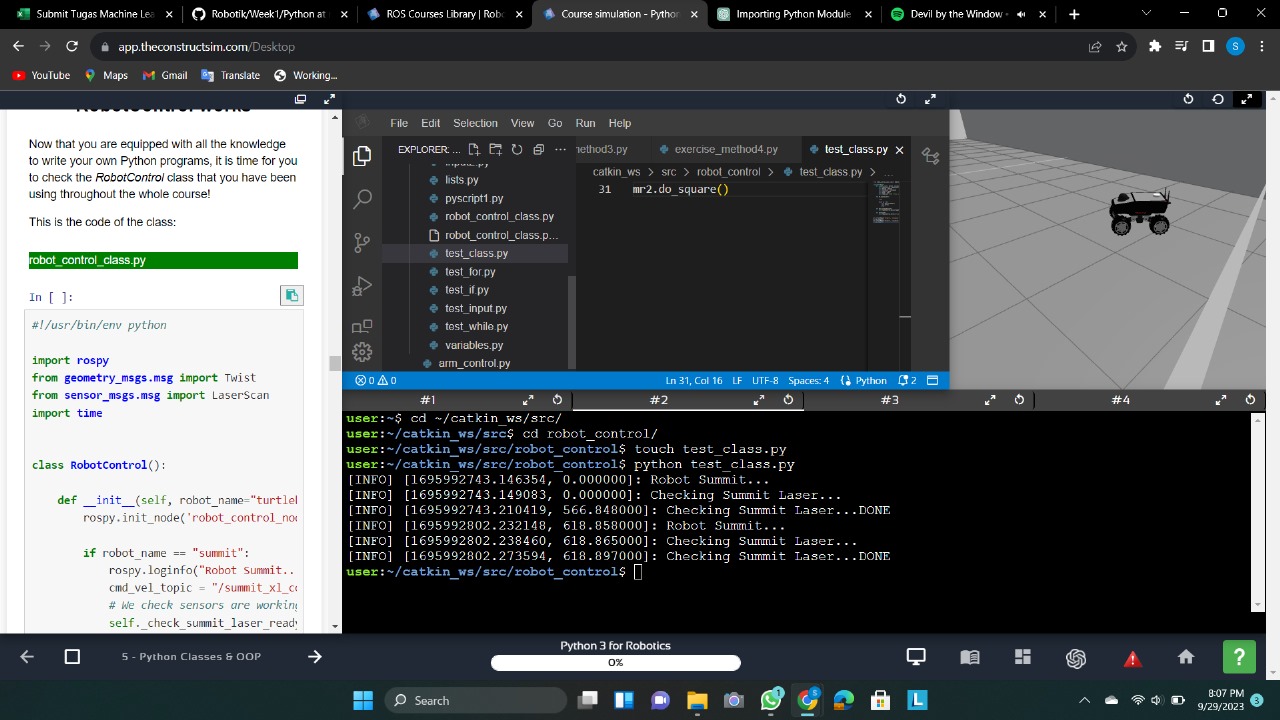 Submit Tugas Machine Lea
Robotik/Week1/Python at
ROS Courses Library | Rob
Course simulation - Pytho
Importing Python Module
Devil by the Window -
app.theconstructsim.com/Desktop
S
YouTube
Maps
Gmail
Translate
Working...
RobotControl works
Now that you are equipped with all the knowledge
to write your own Python programs, it is time for you
to check the RobotControl class that you have been
using throughout the whole course!
This is the code of the class:
robot_control_class.py
In [ ]:
#!/usr/bin/env python
import rospy
from geometry_msgs.msg import Twist
from sensor_msgs.msg import LaserScan
import time
class RobotControl():
def __init__(self, robot_name="turtlel
rospy.init_node('robot_control_no
if robot_name == "summit":
rospy.loginfo("Robot Summit..
cmd_vel_topic = "/summit_xl_c
# We check sensors are working
self._check_summit_laser_ready
File Edit Selection View Go Run Help
EXPLORER: ...
lists.py
pyscript1.py
robot_control_class.py
robot_control_class.p...
test_class.py
test_for.py
test_if.py
test_input.py
test_while.py
variables.py
arm_control.py
ethod3.py
exercise_method4.py
test_class.py
catkin_ws > src > robot_control > test_class.py > ...
31 mr2.do_square()
0 0
Ln 31, Col 16 LF UTF-8 Spaces: 4 Python 2
#1 #2 #3 #4
user:~$ cd ~/catkin_ws/src/
user:~/catkin_ws/src$ cd robot_control/
user:~/catkin_ws/src/robot_control$ touch test_class.py
user:~/catkin_ws/src/robot_control$ python test_class.py
[INFO] [1695992743.146354, 0.000000]: Robot Summit...
[INFO] [1695992743.149083, 0.000000]: Checking Summit Laser...
[INFO] [1695992743.210419, 566.848000]: Checking Summit Laser...DONE
[INFO] [1695992802.232148, 618.858000]: Robot Summit...
[INFO] [1695992802.238460, 618.865000]: Checking Summit Laser...
[INFO] [1695992802.273594, 618.897000]: Checking Summit Laser...DONE
user:~/catkin_ws/src/robot_control$
5 - Python Classes & OOP
Python 3 for Robotics
0%
?
Search
1
S
L
8:07 PM
9/29/2023
3